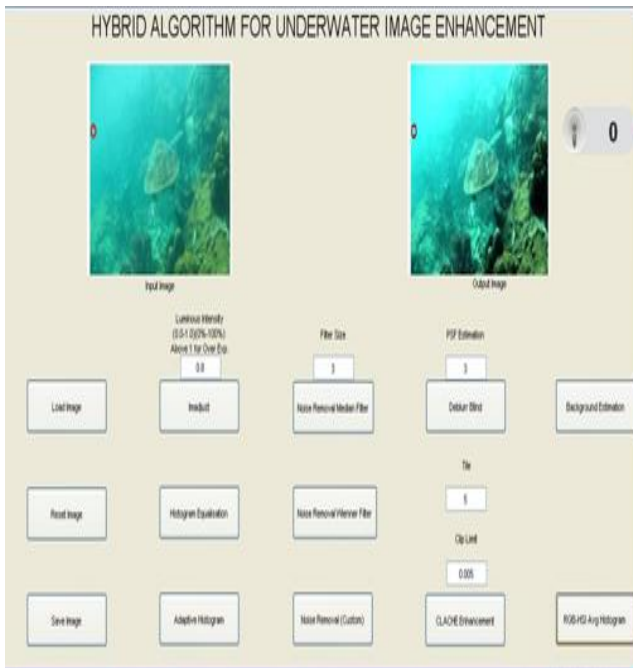 HYBRID ALGORITHM FOR UNDERWATER IMAGE ENHANCEMENT
0
Input Image
Output Image
Luminous Intensity
(0.0-1.0)(0%-100%)
Above 1 for Over Exp.
Filter Size
PSF Estimation
0.8
3
3
Load Image
Imadjust
Noise Removal Median Filter
Deblurr Blind
Background Estimation
Tile
5
Reset Image
Histogram Equalisation
Noise Removal Wienner Filter
Clip Limit
0.005
Save Image
Adaptive Histogram
Noise Removal (Custom)
CLACHE Enhancement
RGB-HSI-Avg Histogram